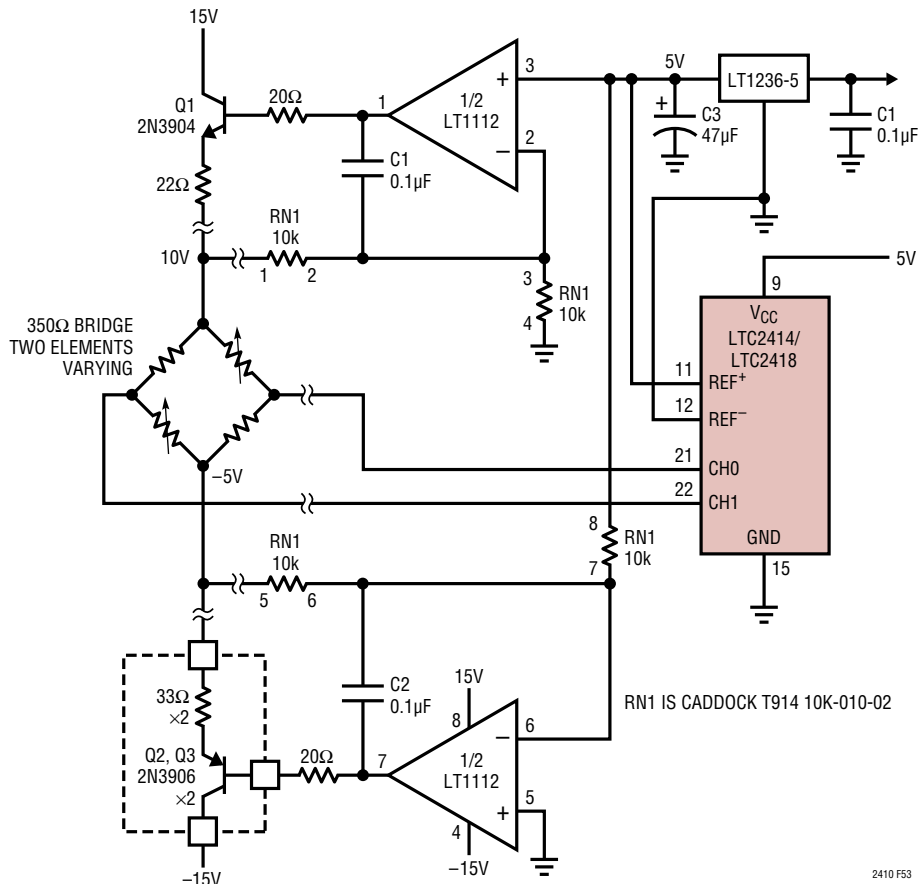 15V
Q1
2N3904
20Ω
1
1/2
LT1112
+
3
−
2
5V
LT1236-5
+
C3
47µF
C1
0.1µF
C1
0.1µF
22Ω
RN1
10k
10V
1
2
3
4
RN1
10k
5V
9
VCC
LTC2414/
LTC2418
11
REF+
12
REF−
21
CH0
22
CH1
GND
15
350Ω BRIDGE
TWO ELEMENTS
VARYING
−5V
RN1
10k
5
6
8
7
RN1
10k
33Ω
×2
Q2, Q3
2N3906
×2
20Ω
−15V
C2
0.1µF
7
15V
8
1/2
LT1112
−
6
+
5
4
−15V
RN1 IS CADDOCK T914 10K-010-02
2410 F53